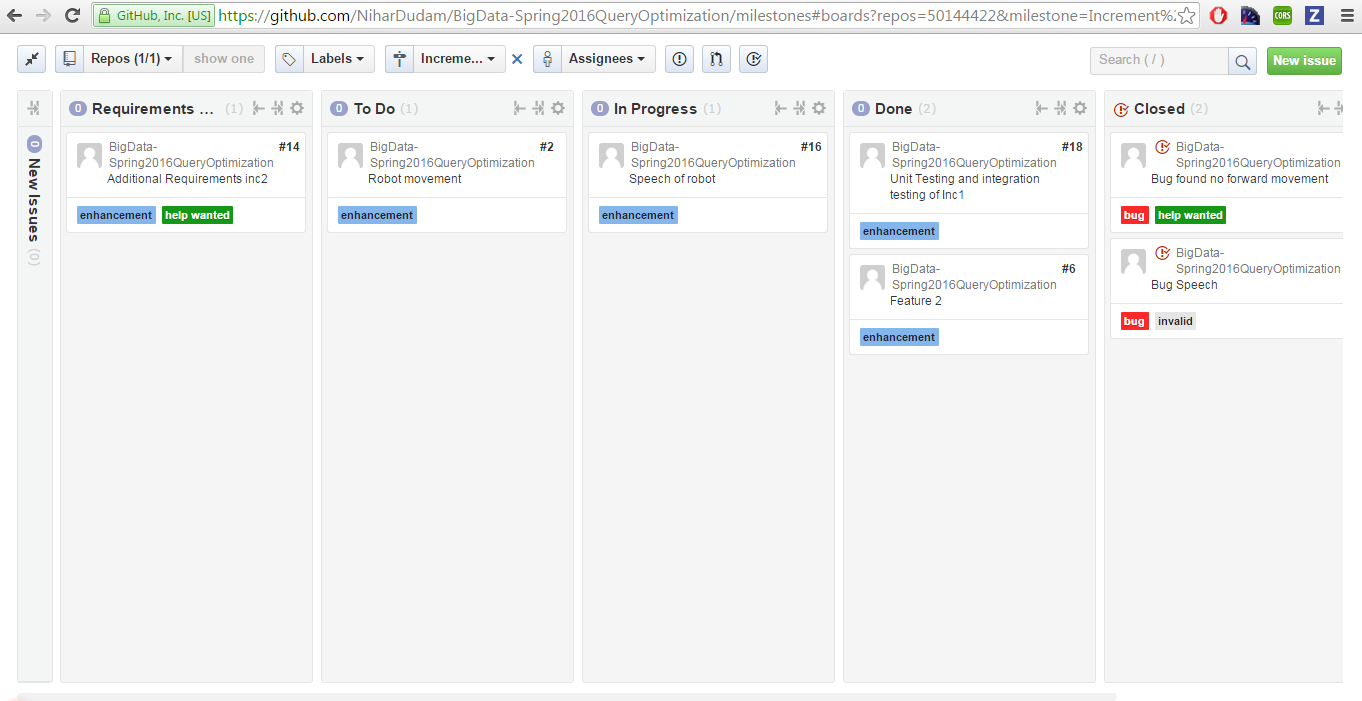 GitHub, Inc. [US] https://github.com/NiharDudam/BigData-Spring2016QueryOptimization/milestones#boards?repos=50144422&milestone=Increment%
CORS
Z
Repos (1/1) show one Labels Increme... Assignees Search ( / ) New issue
0 New Issues (0)
0 Requirements ... (1)
BigData- #14
Spring2016QueryOptimization
Additional Requirements inc2
enhancement help wanted
0 To Do (1)
BigData- #2
Spring2016QueryOptimization
Robot movement
enhancement
0 In Progress (1)
BigData- #16
Spring2016QueryOptimization
Speech of robot
enhancement
0 Done (2)
BigData- #18
Spring2016QueryOptimization
Unit Testing and integration
testing of Inc1
enhancement
BigData- #6
Spring2016QueryOptimization
Feature 2
enhancement
Closed (2)
BigData-
Spring2016QueryOptimization
Bug found no forward movement
bug help wanted
BigData-
Spring2016QueryOptimization
Bug Speech
bug invalid